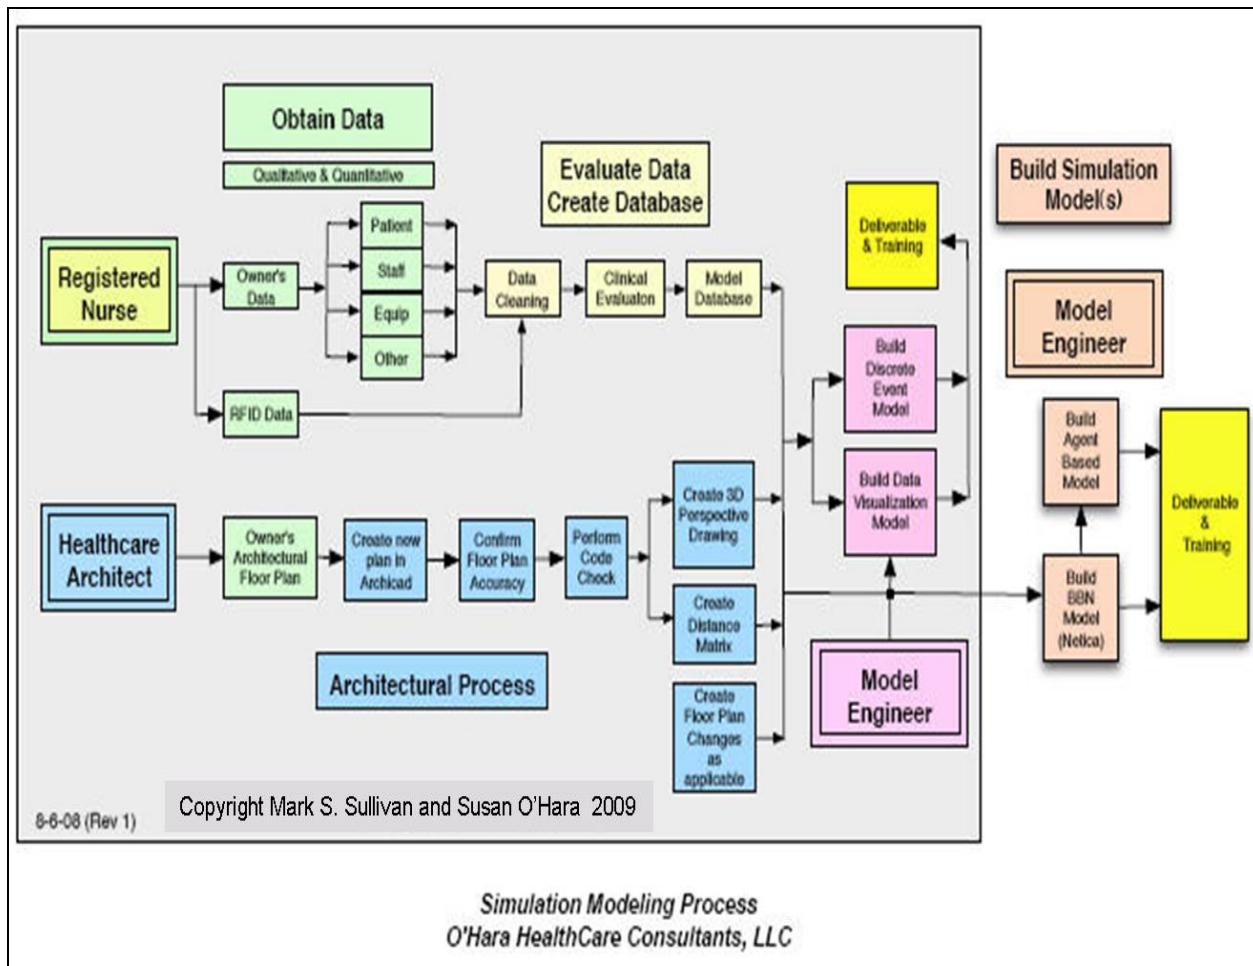 Obtain Data
Qualitative & Quantitative
Evaluate Data
Create Database
Build Simulation
Model(s)
Registered
Nurse
Owner's
Data
Patient
Staff
Equip
Other
RFID Data
Data
Cleaning
Clinical
Evaluaton
Model
Database
Deliverable
& Training
Build
Discrete
Event
Model
Build Data
Visualization
Model
Model
Engineer
Build
Agent
Based
Model
Build
BBN
Model
(Netica)
Deliverable
&
Training
Healthcare
Architect
Owner's
Architectural
Floor Plan
Create new
plan in
Archicad
Confirm
Floor Plan
Accuracy
Perform
Code
Check
Create 3D
Perspective
Drawing
Create
Distance
Matrix
Create
Floor Plan
Changes
as
applicable
Model
Engineer
Architectural Process
Copyright Mark S. Sullivan and Susan O'Hara 2009
8-6-08 (Rev 1)
Simulation Modeling Process
O'Hara HealthCare Consultants, LLC